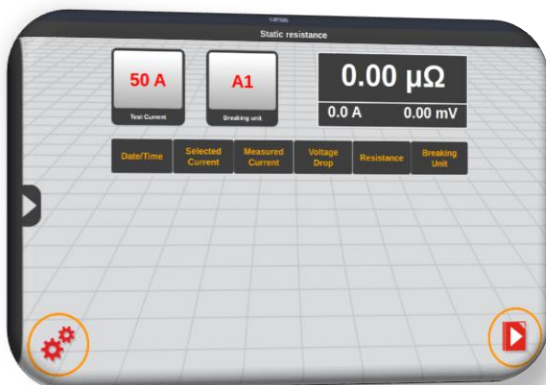 Static resistance
50 A
Test Current
A1
Breaking unit
0.00 μΩ
0.0 A 0.00 mV
Date/Time
Selected
Current
Measured
Current
Voltage
Drop
Resistance
Breaking
Unit